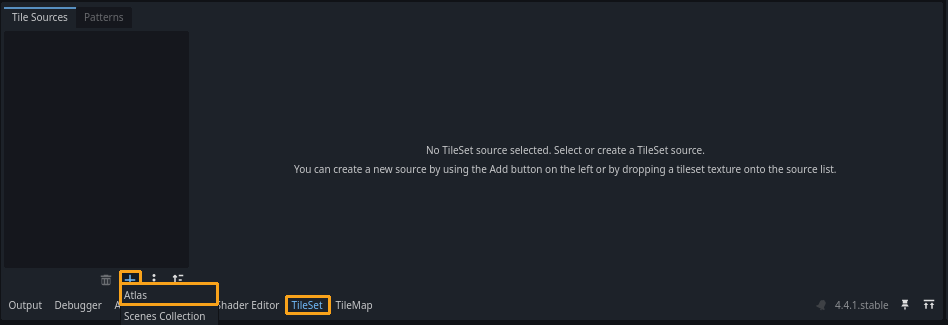 Tile Sources Patterns
No TileSet source selected. Select or create a TileSet source.
You can create a new source by using the Add button on the left or by dropping a tileset texture onto the source list.
Atlas
Output Debugger A hader Editor TileSet TileMap 4.4.1.stable
Scenes Collection